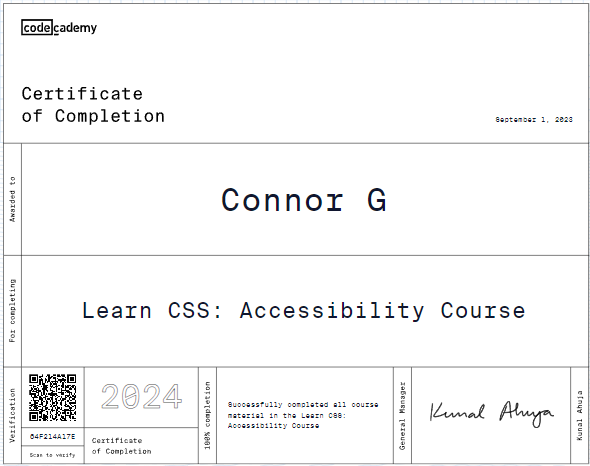 codecademy
Certificate
of Completion
September 1, 2023
Awarded to
Connor G
For completing
Learn CSS: Accessibility Course
Verification
64F214A17E
Scan to verify
2024
Certificate
of Completion
100% completion
Successfully completed all course
material in the Learn CSS:
Accessibility Course
General Manager
Kunal Ahuja
Kunal Ahuja